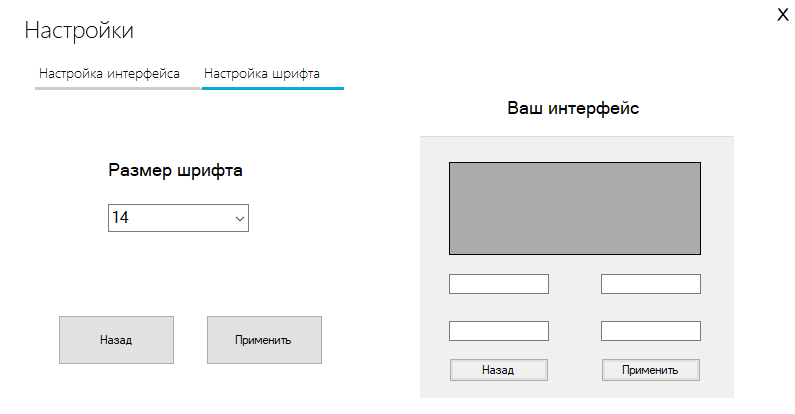 X
Настройки
Настройка интерфейса Настройка шрифта
Ваш интерфейс
Размер шрифта
14
Назад Применить
Назад Применить